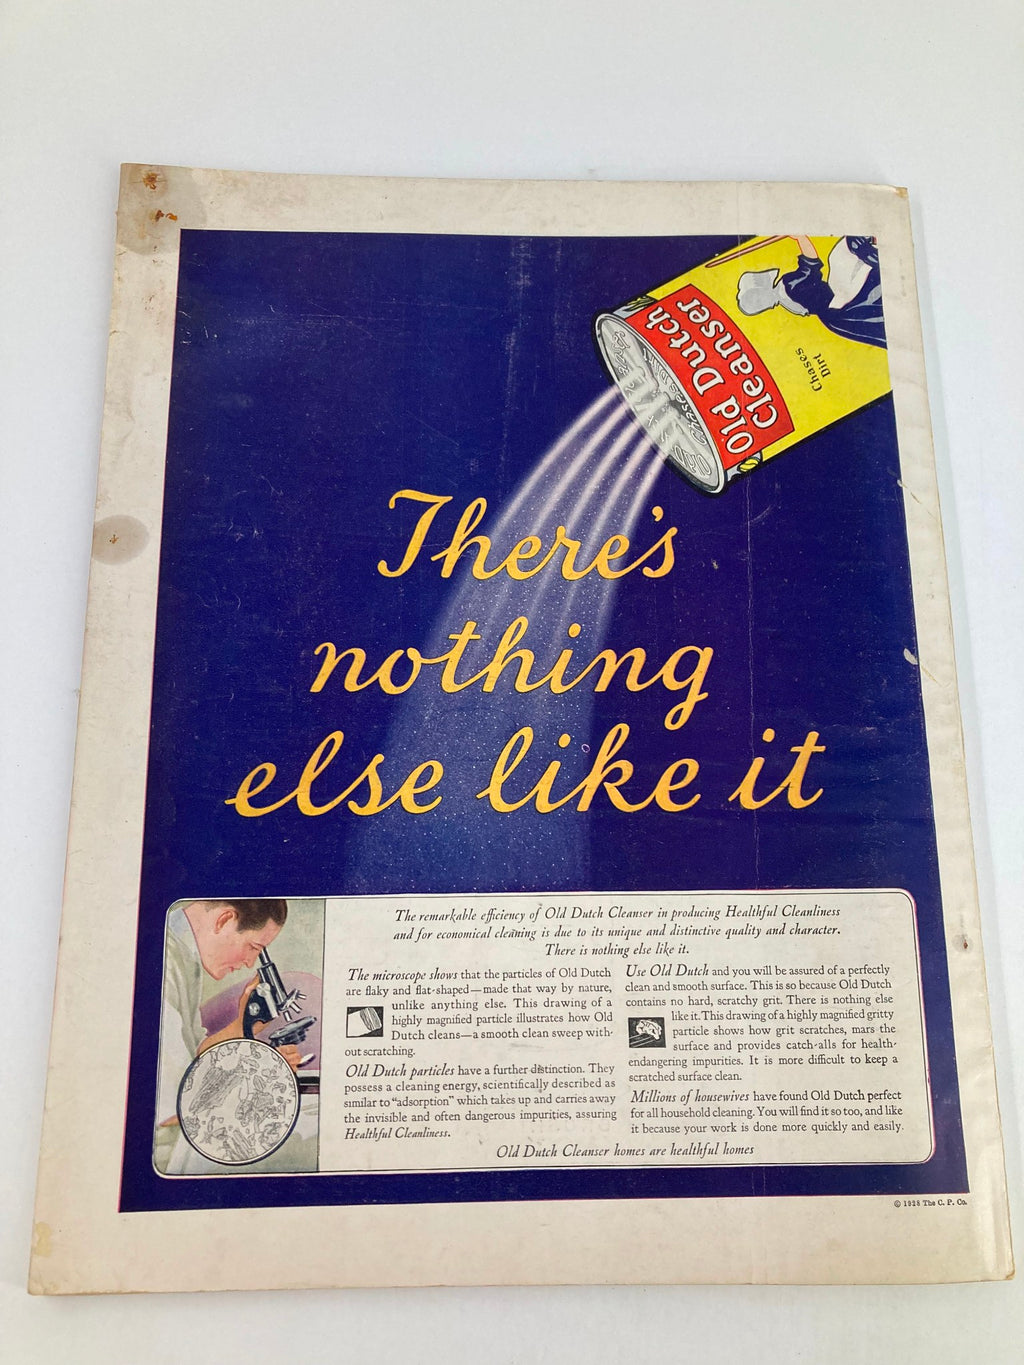 Old Dutch
Cleanser
Chases
Dirt
There's
nothing
else like it
The remarkable efficiency of Old Dutch Cleanser in producing Healthful Cleanliness
and for economical cleaning is due to its unique and distinctive quality and character.
There is nothing else like it.
The microscope shows that the particles of Old Dutch
are flaky and flat-shaped—made that way by nature,
unlike anything else. This drawing of a
highly magnified particle illustrates how Old
Dutch cleans—a smooth clean sweep with-
out scratching.
Old Dutch particles have a further distinction. They
possess a cleaning energy, scientifically described as
similar to "adsorption" which takes up and carries away
the invisible and often dangerous impurities, assuring
Healthful Cleanliness.
Use Old Dutch and you will be assured of a perfectly
clean and smooth surface. This is so because Old Dutch
contains no hard, scratchy grit. There is nothing else
like it. This drawing of a highly magnified gritty
particle shows how grit scratches, mars the
surface and provides catch-alls for health-
endangering impurities. It is more difficult to keep a
scratched surface clean.
Millions of housewives have found Old Dutch perfect
for all household cleaning. You will find it so too, and like
it because your work is done more quickly and easily.
Old Dutch Cleanser homes are healthful homes
© 1928 The C. P. Co.